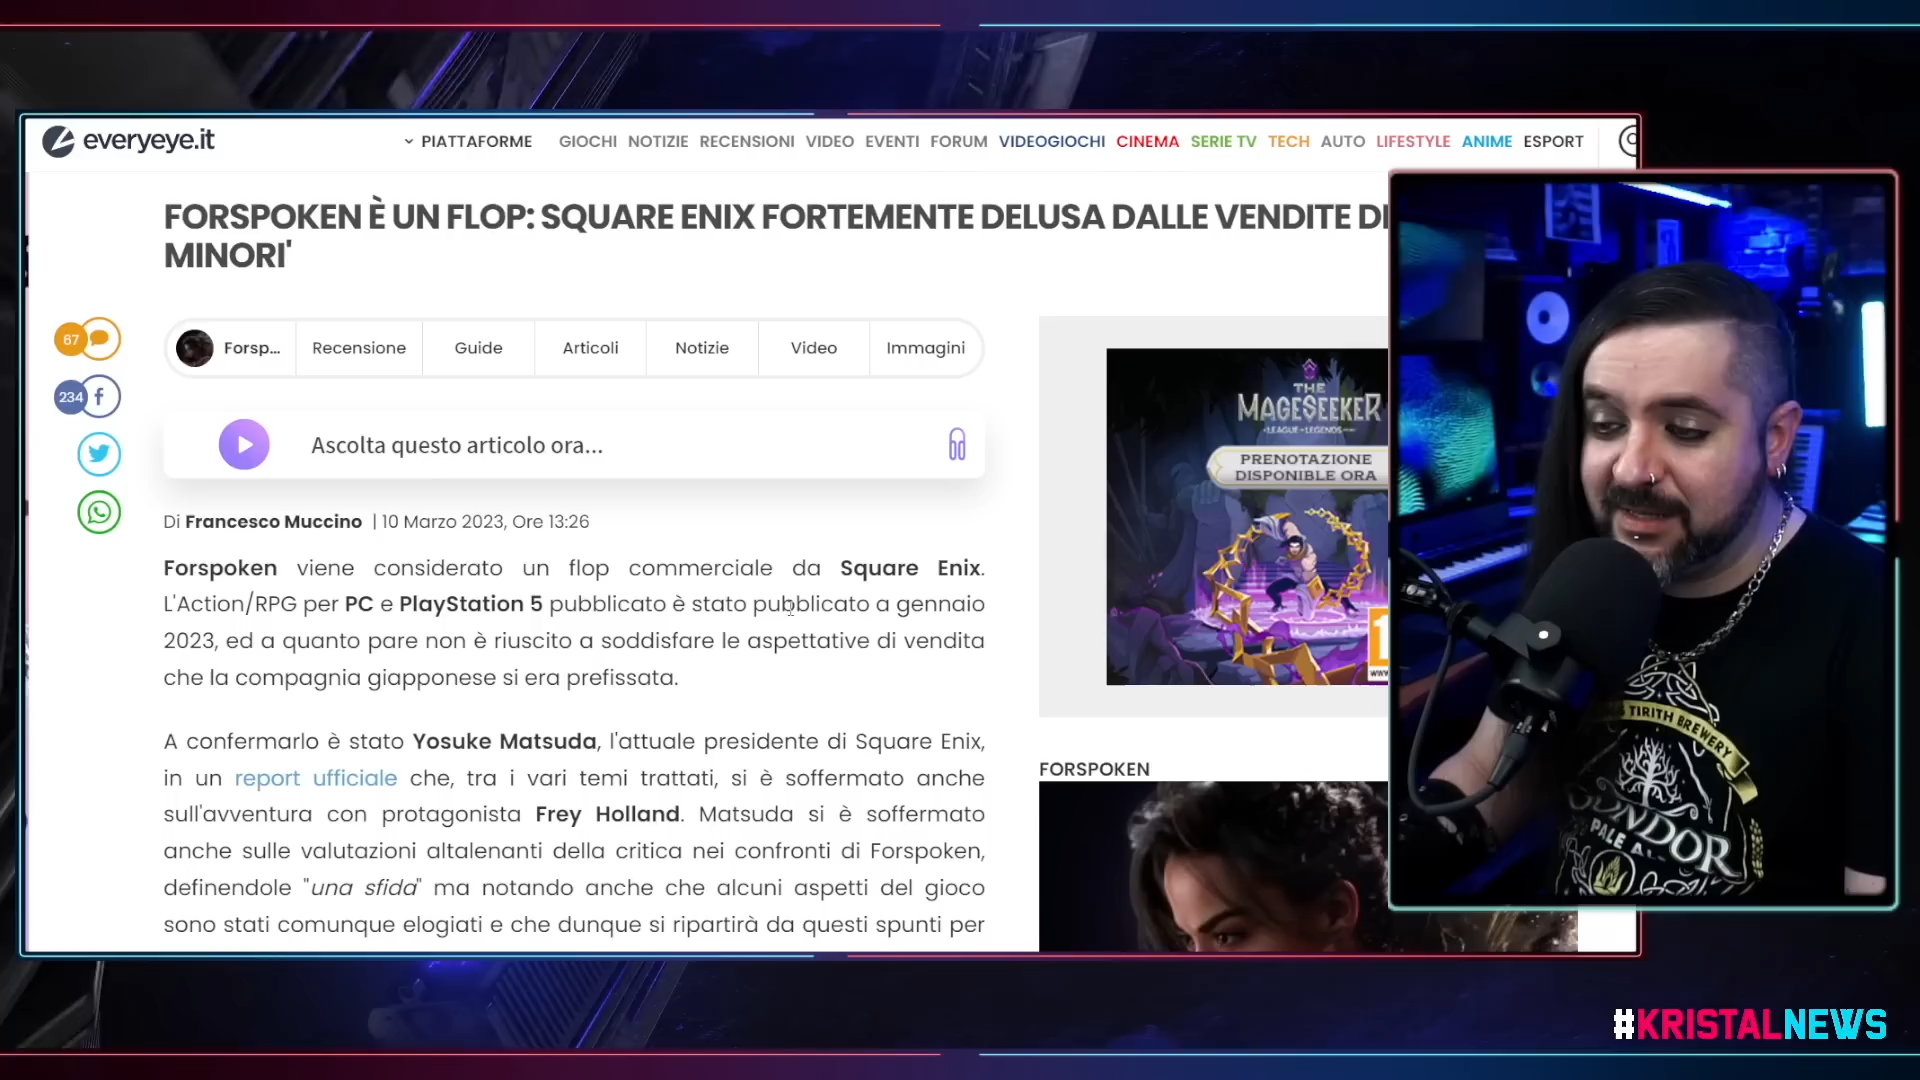 everyeye.it
PIATTAFORME GIOCHI NOTIZIE RECENSIONI VIDEO EVENTI FORUM VIDEOGIOCHI CINEMA SERIE TV TECH AUTO LIFESTYLE ANIME ESPORT
FORSPOKEN È UN FLOP: SQUARE ENIX FORTEMENTE DELUSA DALLE VENDITE
MINORI'
67
234
Forsp... Recensione Guide Articoli Notizie Video Immagini
Ascolta questo articolo ora...
Di Francesco Muccino | 10 Marzo 2023, Ore 13:26
Forspoken viene considerato un flop commerciale da Square Enix.
L'Action/RPG per PC e PlayStation 5 pubblicato è stato pubblicato a gennaio
2023, ed a quanto pare non è riuscito a soddisfare le aspettative di vendita
che la compagnia giapponese si era prefissata.
A confermarlo è stato Yosuke Matsuda, l'attuale presidente di Square Enix,
in un report ufficiale che, tra i vari temi trattati, si è soffermato anche
sull'avventura con protagonista Frey Holland. Matsuda si è soffermato
anche sulle valutazioni altalenanti della critica nei confronti di Forspoken,
definendole "una sfida" ma notando anche che alcuni aspetti del gioco
sono stati comunque elogiati e che dunque si ripartirà da questi spunti per
THE
MAGESEEKER
LEAGUE OF LEGENDS
PRENOTAZIONE
DISPONIBLE ORA
FORSPOKEN
TIRITH BREWERY
GONDOR
PALE
#KRISTALNEWS